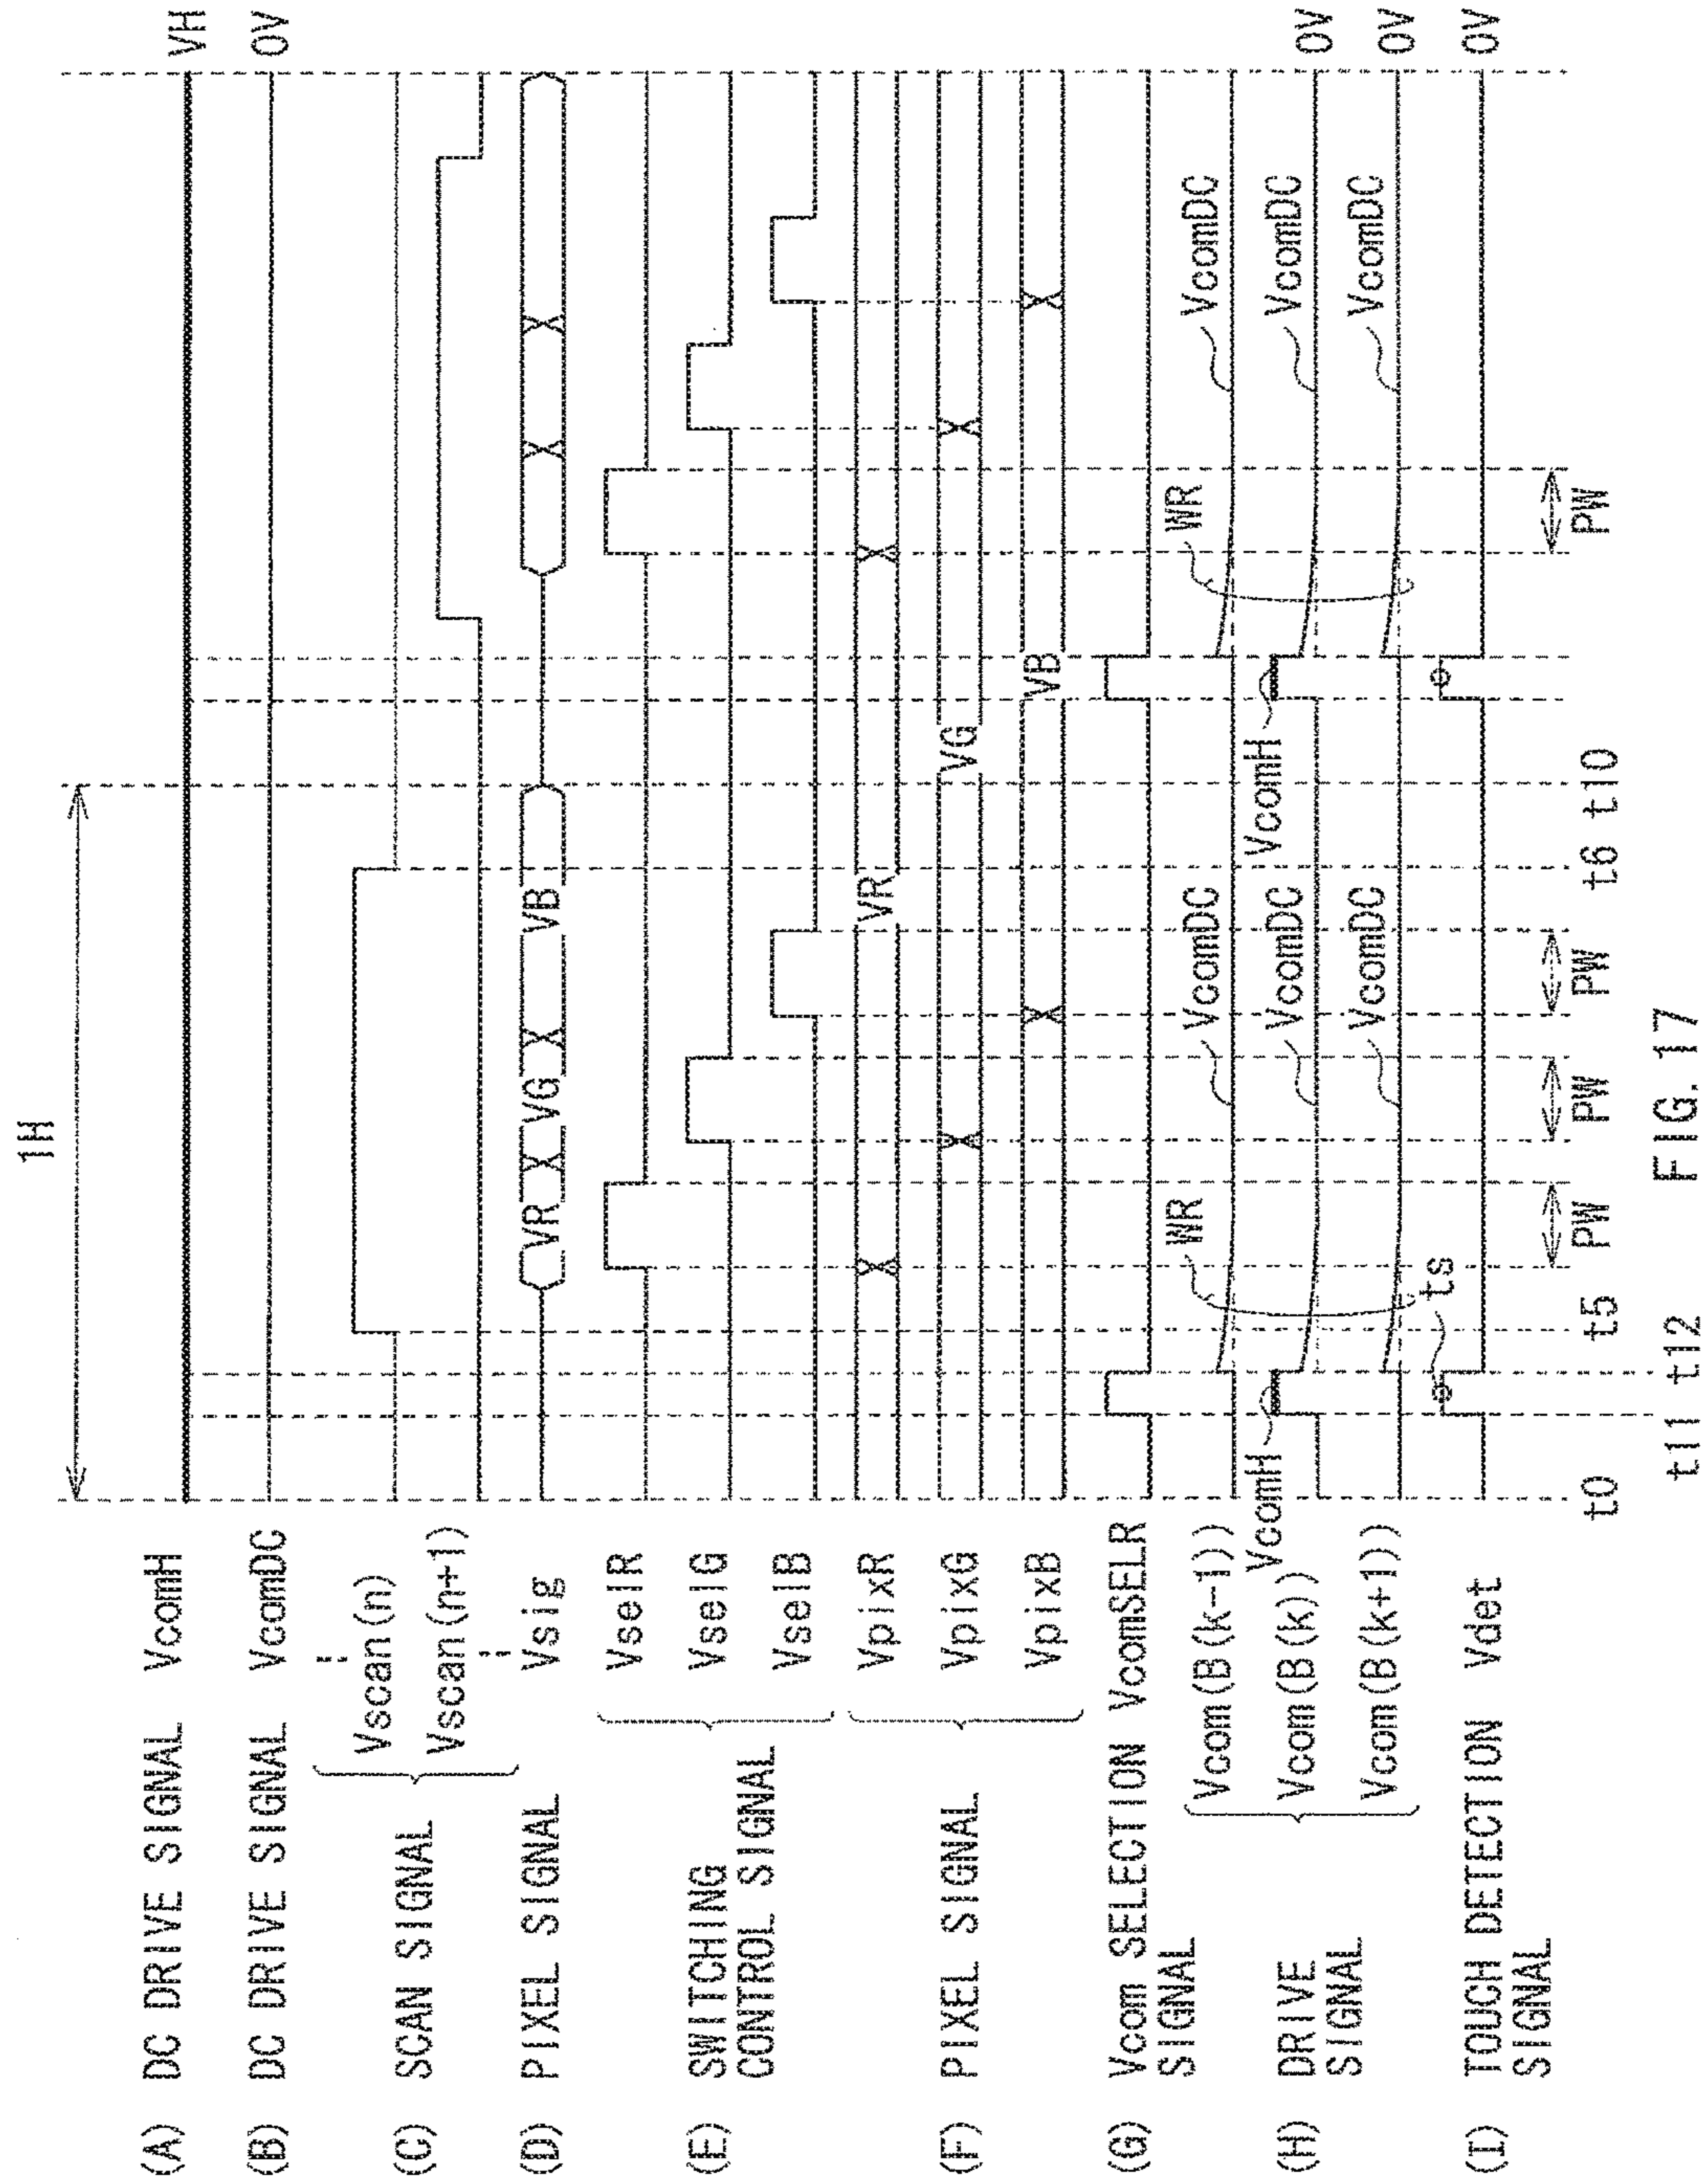 1H
(A) DC DRIVE SIGNAL VcomH VH
(B) DC DRIVE SIGNAL VcomDC 0V
(C) SCAN SIGNAL
Vscan(n)
Vscan(n+1)
(D) PIXEL SIGNAL Vsig VR VG VB
(E) SWITCHING
CONTROL SIGNAL
VselR
VselG
VselB
(F) PIXEL SIGNAL
VpixR VR
VpixG VG
VpixB VB
(G) Vcom SELECTION VcomSELR
SIGNAL
WR WR
(H) DRIVE
SIGNAL
Vcom(B(k-1)) VcomDC VcomDC
VcomH VcomH
Vcom(B(k)) VcomDC VcomDC 0V
Vcom(B(k+1)) VcomDC VcomDC 0V
ts
(I) TOUCH DETECTION Vdet 0V
SIGNAL
PW PW PW PW
t0 t5 t6 t10
t11 t12
FIG. 17